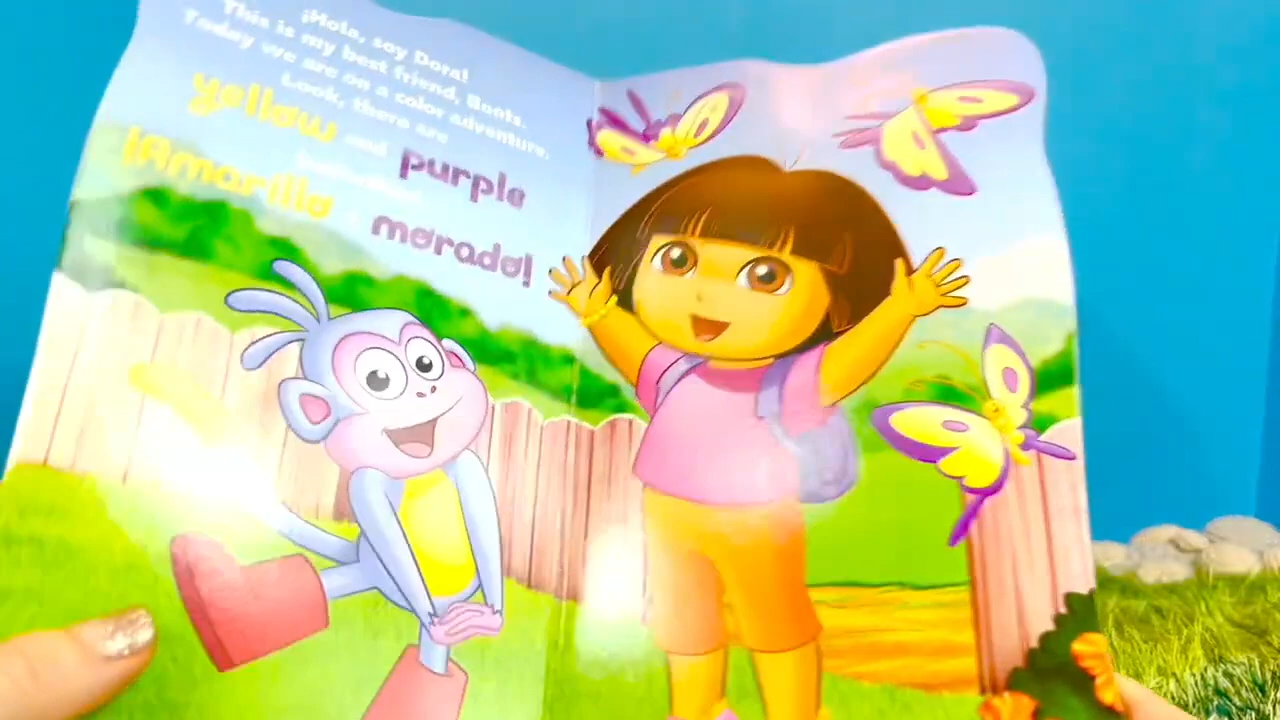 ¡Hola, soy Dora!
This is my best friend, Boots.
Today we are on a color adventure.
Look, there are
yellow and purple
butterflies!
¡Amarillo y morado!